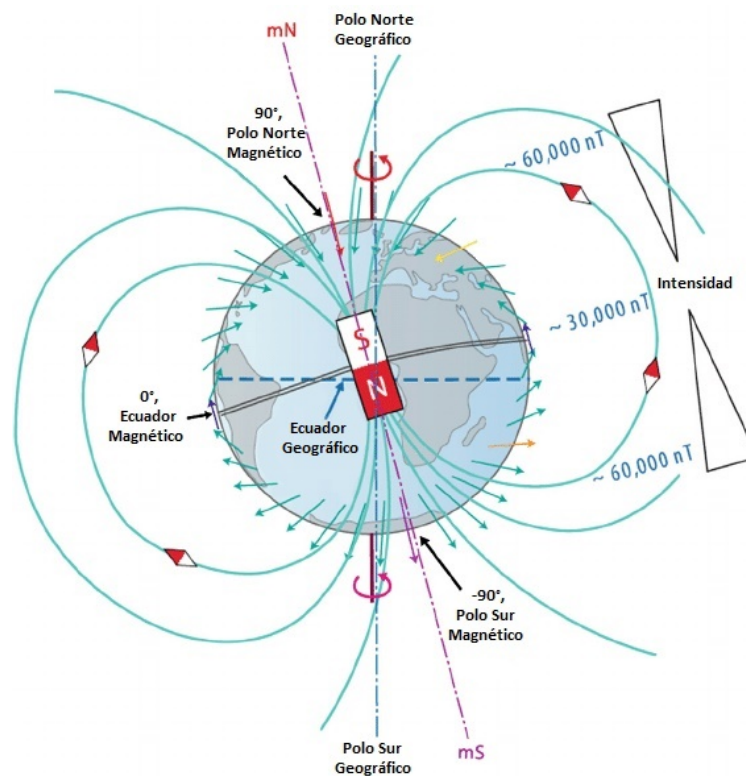 mN
Polo Norte
Geográfico
90°,
Polo Norte
Magnético
~ 60,000 nT
Intensidad
~ 30,000 nT
S
N
0°,
Ecuador
Magnético
Ecuador
Geográfico
~ 60,000 nT
-90°,
Polo Sur
Magnético
Polo Sur
Geográfico
mS